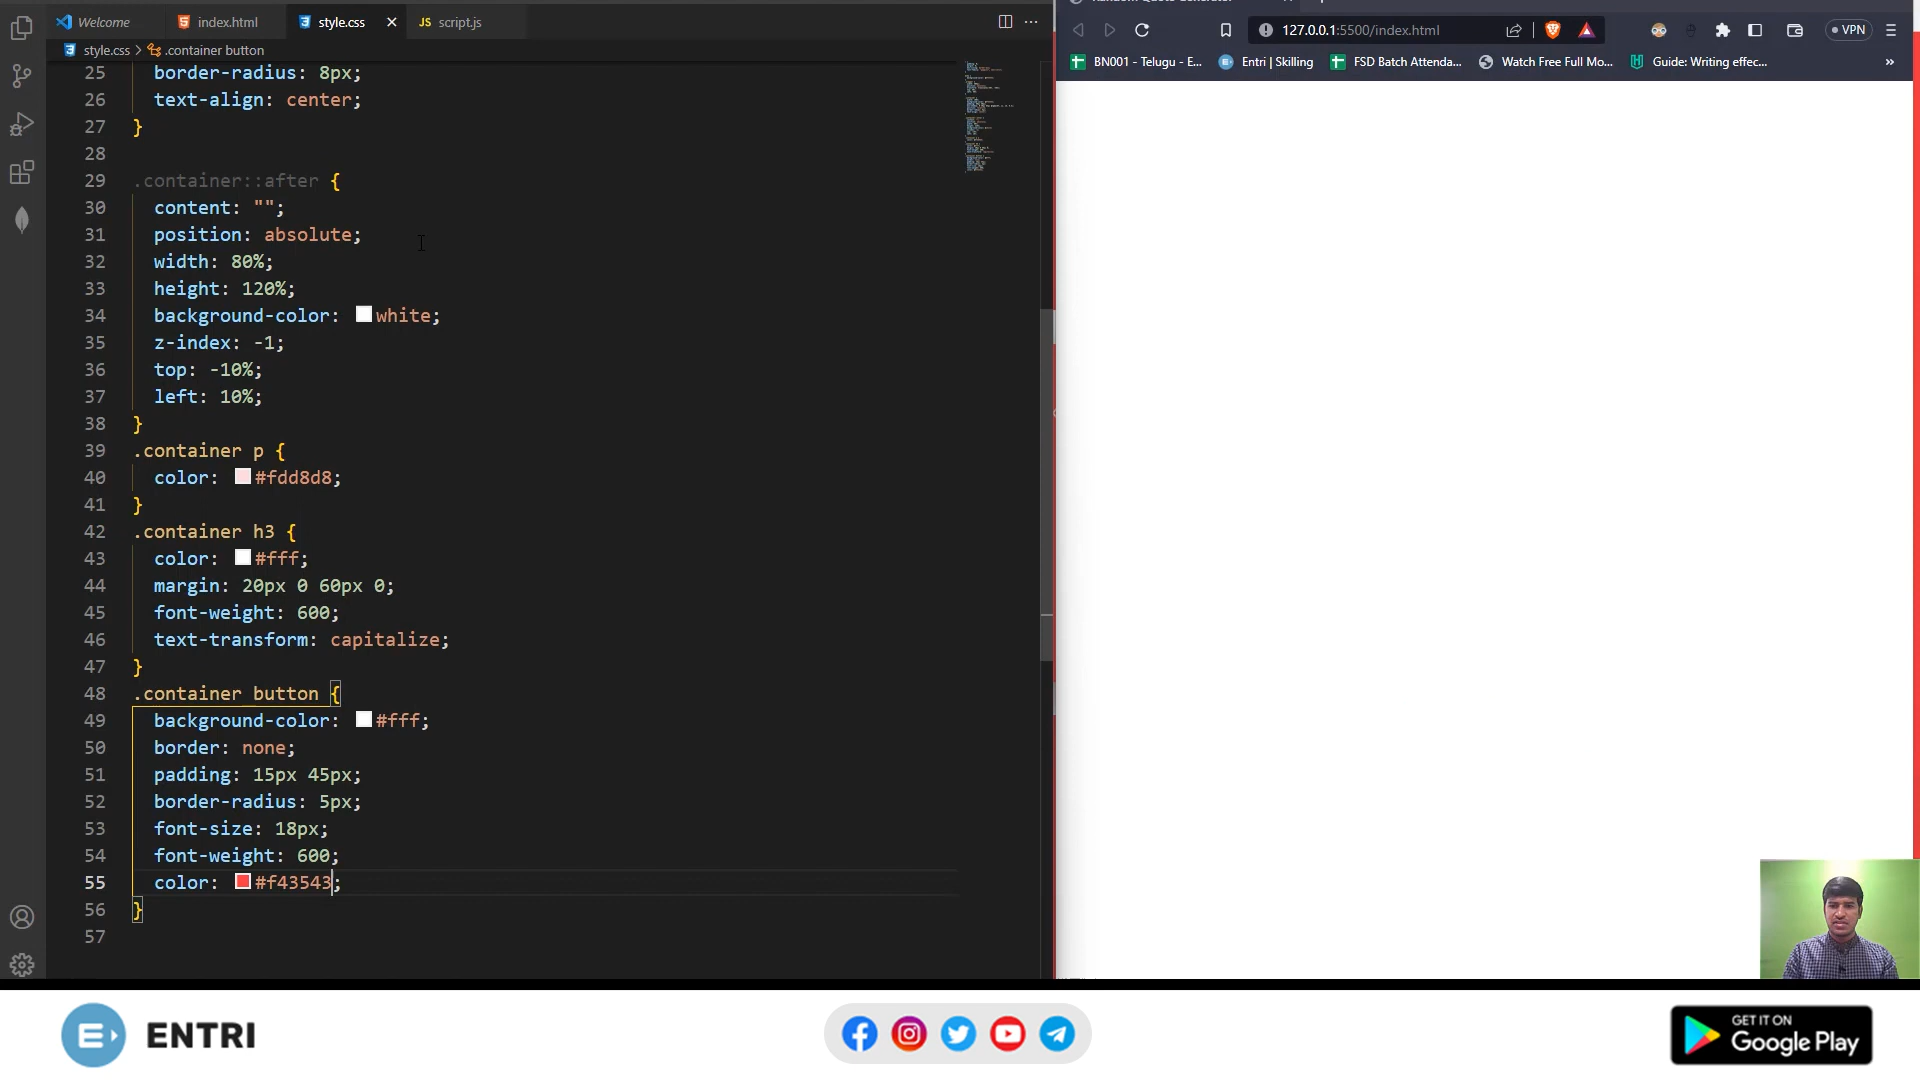 Welcome
index.html
style.css
JS script.js
style.css > .container button
25 border-radius: 8px;
26 text-align: center;
27 }
28
29 .container::after {
30 content: "";
31 position: absolute;
32 width: 80%;
33 height: 120%;
34 background-color: white;
35 z-index: -1;
36 top: -10%;
37 left: 10%;
38 }
39 .container p {
40 color: #fdd8d8;
41 }
42 .container h3 {
43 color: #fff;
44 margin: 20px 0 60px 0;
45 font-weight: 600;
46 text-transform: capitalize;
47 }
48 .container button {
49 background-color: #fff;
50 border: none;
51 padding: 15px 45px;
52 border-radius: 5px;
53 font-size: 18px;
54 font-weight: 600;
55 color: #f43543;
56 }
57
127.0.0.1:5500/index.html
VPN
BN001 - Telugu - E...
Entri | Skilling
FSD Batch Attenda...
Watch Free Full Mo...
Guide: Writing effec...
»
E ENTRI
GET IT ON
Google Play